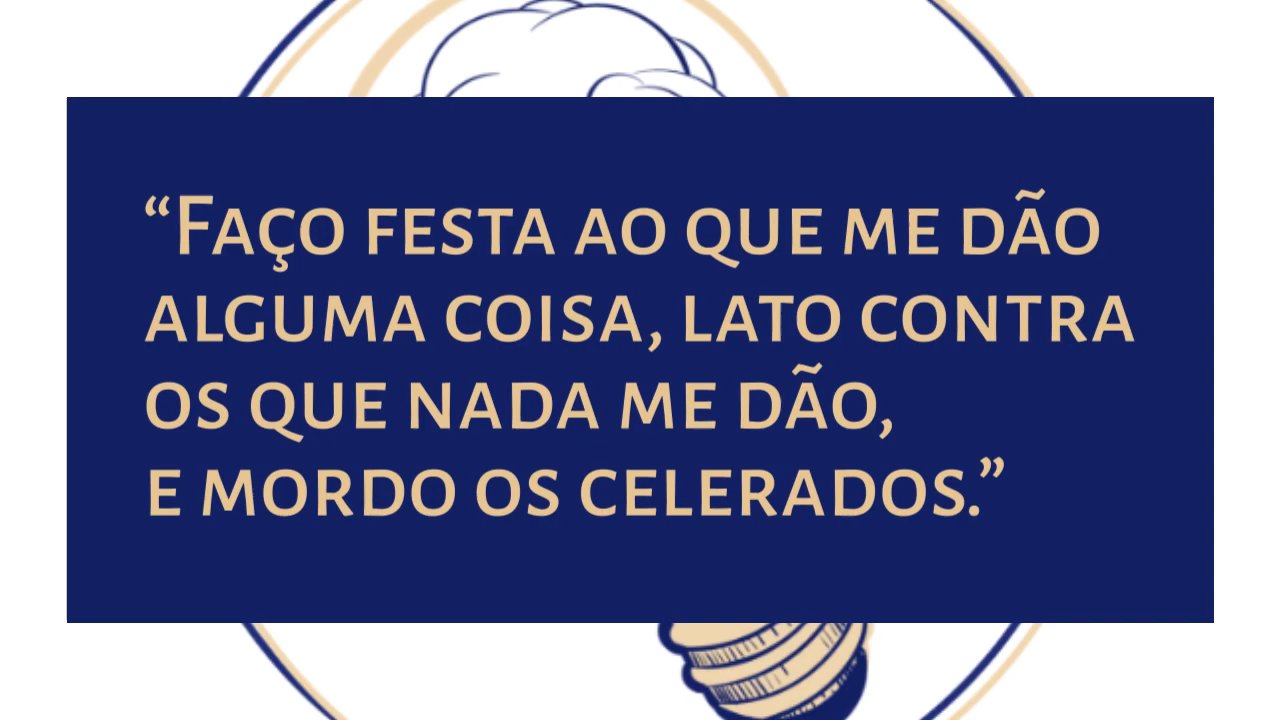 “Faço festa ao que me dão
alguma coisa, lato contra
os que nada me dão,
e mordo os celerados.”